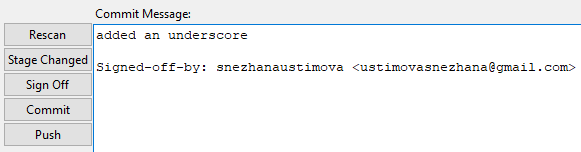 Commit Message:
Rescan
Stage Changed
Sign Off
Commit
Push
added an underscore
Signed-off-by: snezhanaustimova <ustimovasnezhana@gmail.com>